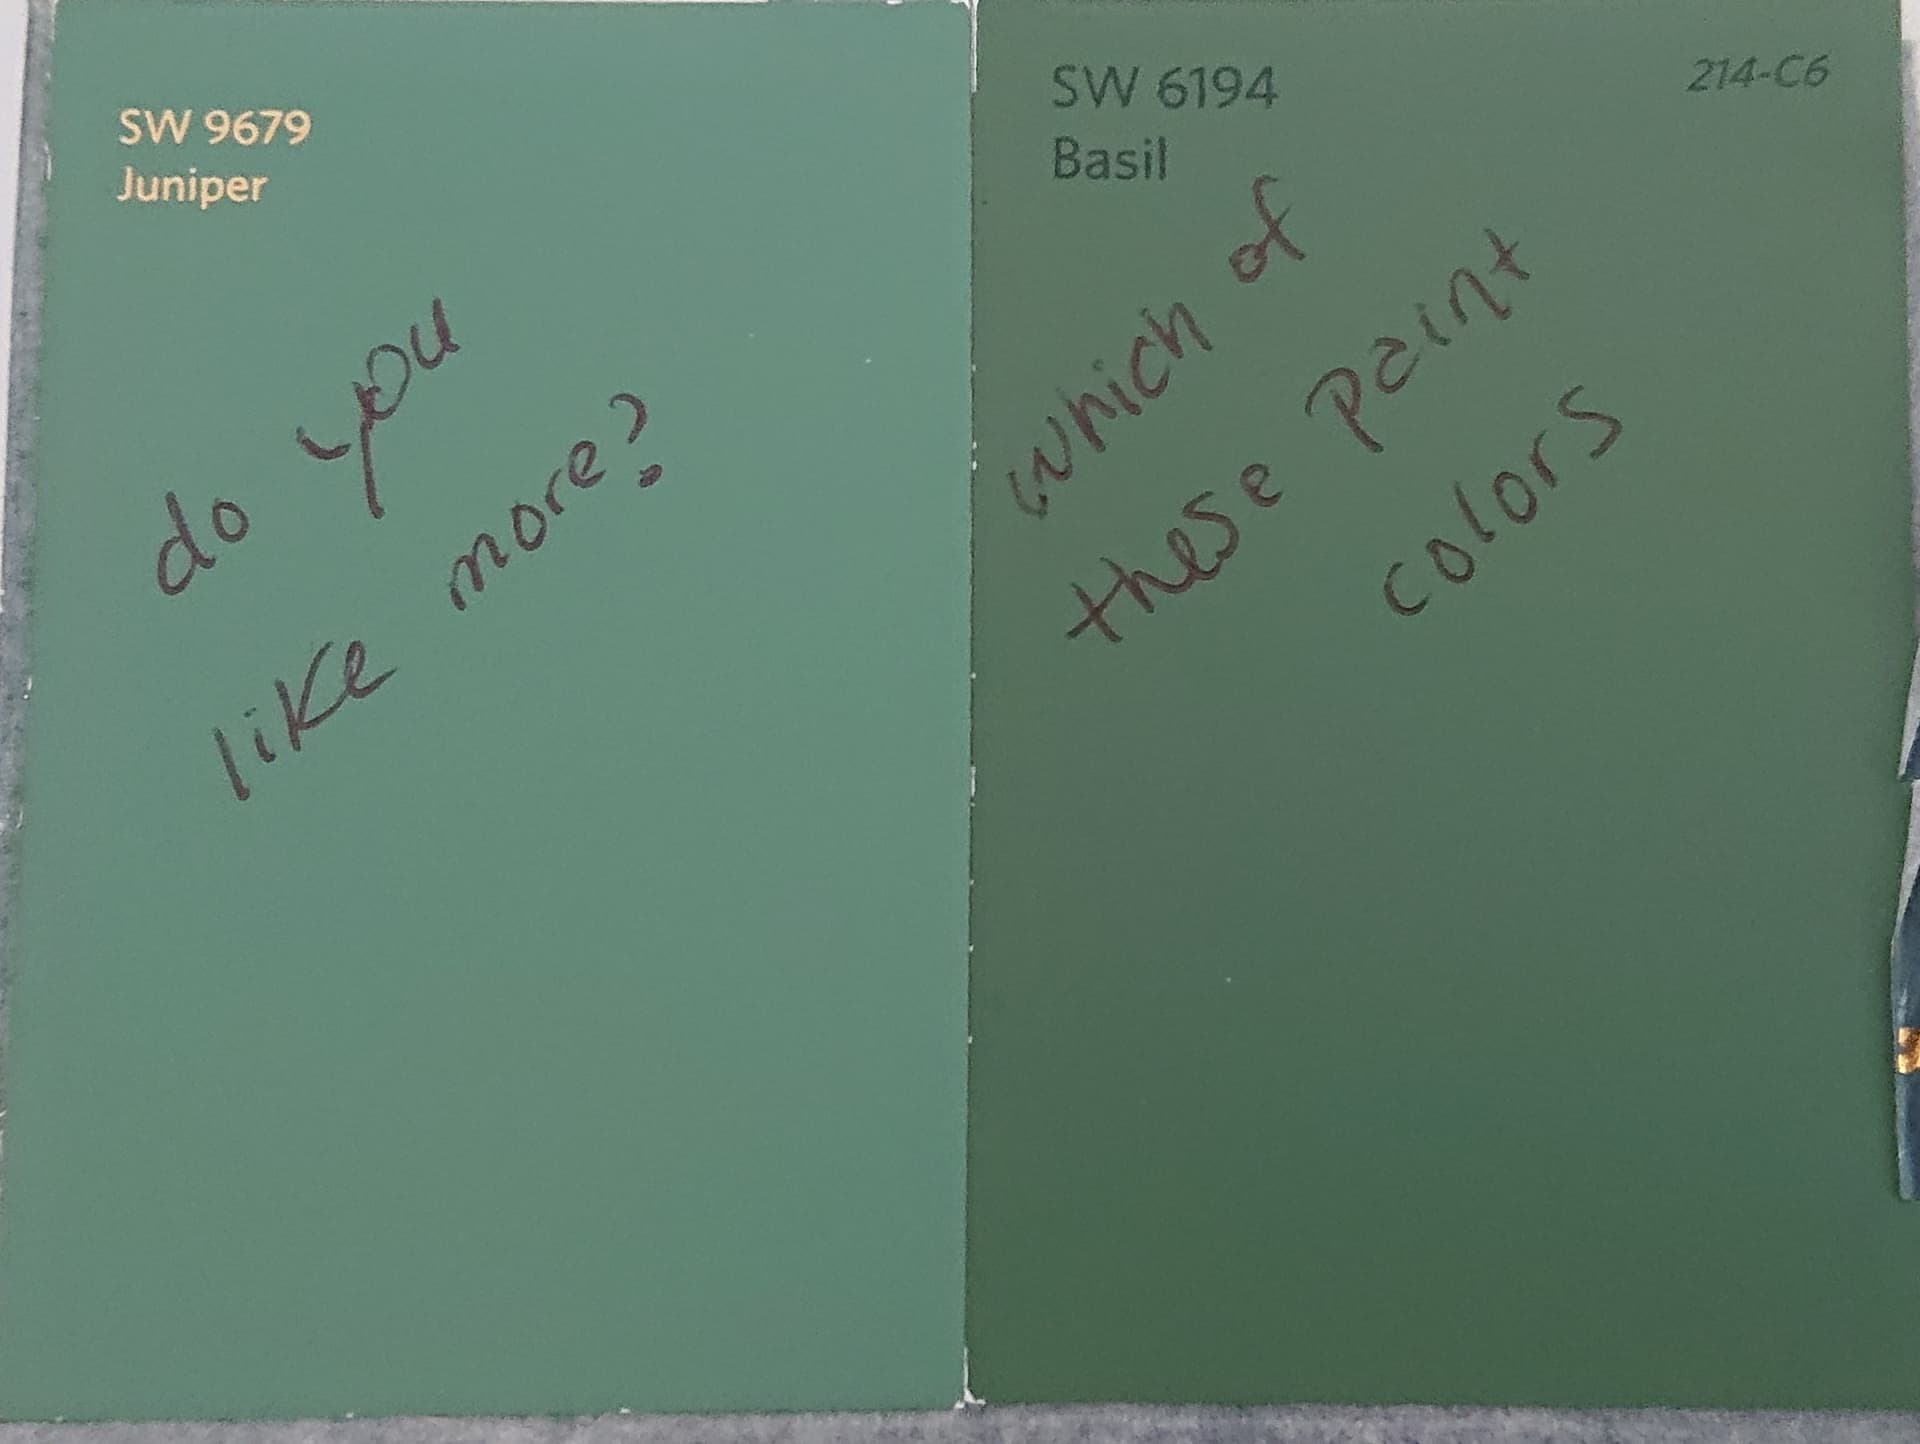 SW 9679
Juniper
do you
like more?
SW 6194
Basil
214-C6
which of
these paint
colors